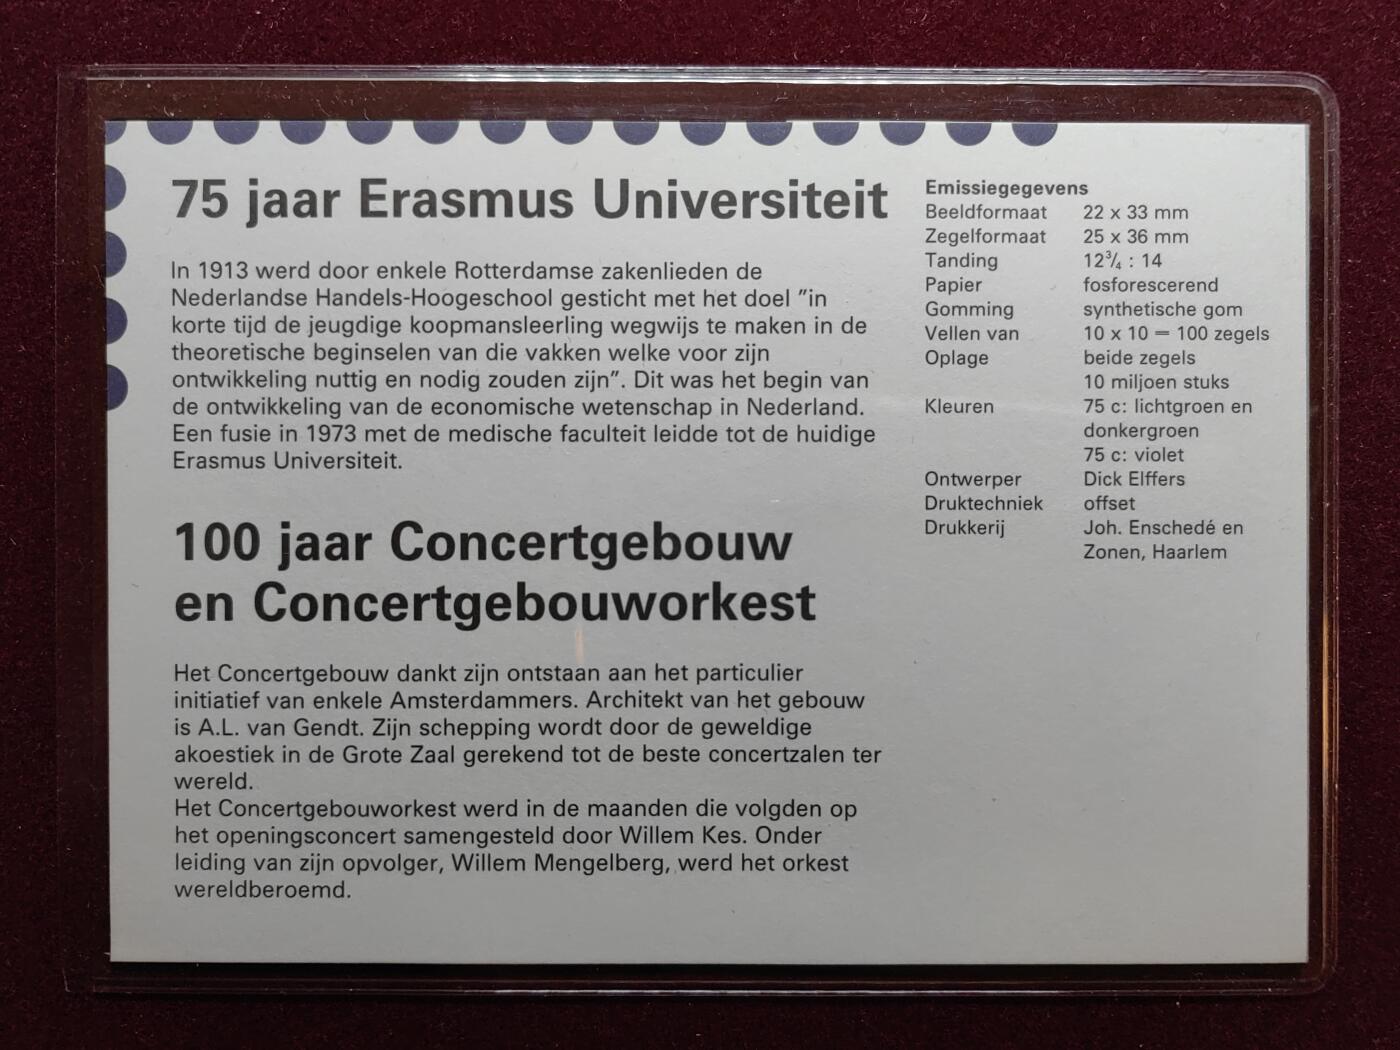 75 jaar Erasmus Universiteit
In 1913 werd door enkele Rotterdamse zakenlieden de
Nederlandse Handels-Hoogeschool gesticht met het doel ”in
korte tijd de jeugdige koopmansleerling wegwijs te maken in de
theoretische beginselen van die vakken welke voor zijn
ontwikkeling nuttig en nodig zouden zijn”. Dit was het begin van
de ontwikkeling van de economische wetenschap in Nederland.
Een fusie in 1973 met de medische faculteit leidde tot de huidige
Erasmus Universiteit.
100 jaar Concertgebouw
en Concertgebouworkest
Het Concertgebouw dankt zijn ontstaan aan het particulier
initiatief van enkele Amsterdammers. Architekt van het gebouw
is A.L. van Gendt. Zijn schepping wordt door de geweldige
akoestiek in de Grote Zaal gerekend tot de beste concertzalen ter
wereld.
Het Concertgebouworkest werd in de maanden die volgden op
het openingsconcert samengesteld door Willem Kes. Onder
leiding van zijn opvolger, Willem Mengelberg, werd het orkest
wereldberoemd.
Emissiegegevens
Beeldformaat 22 x 33 mm
Zegelformaat 25 x 36 mm
Tanding 12¾ : 14
Papier fosforescerend
Gomming synthetische gom
Vellen van 10 x 10 = 100 zegels
Oplage beide zegels
10 miljoen stuks
Kleuren 75 c: lichtgroen en
donkergroen
75 c: violet
Ontwerper Dick Elffers
Druktechniek offset
Drukkerij Joh. Enschedé en
Zonen, Haarlem